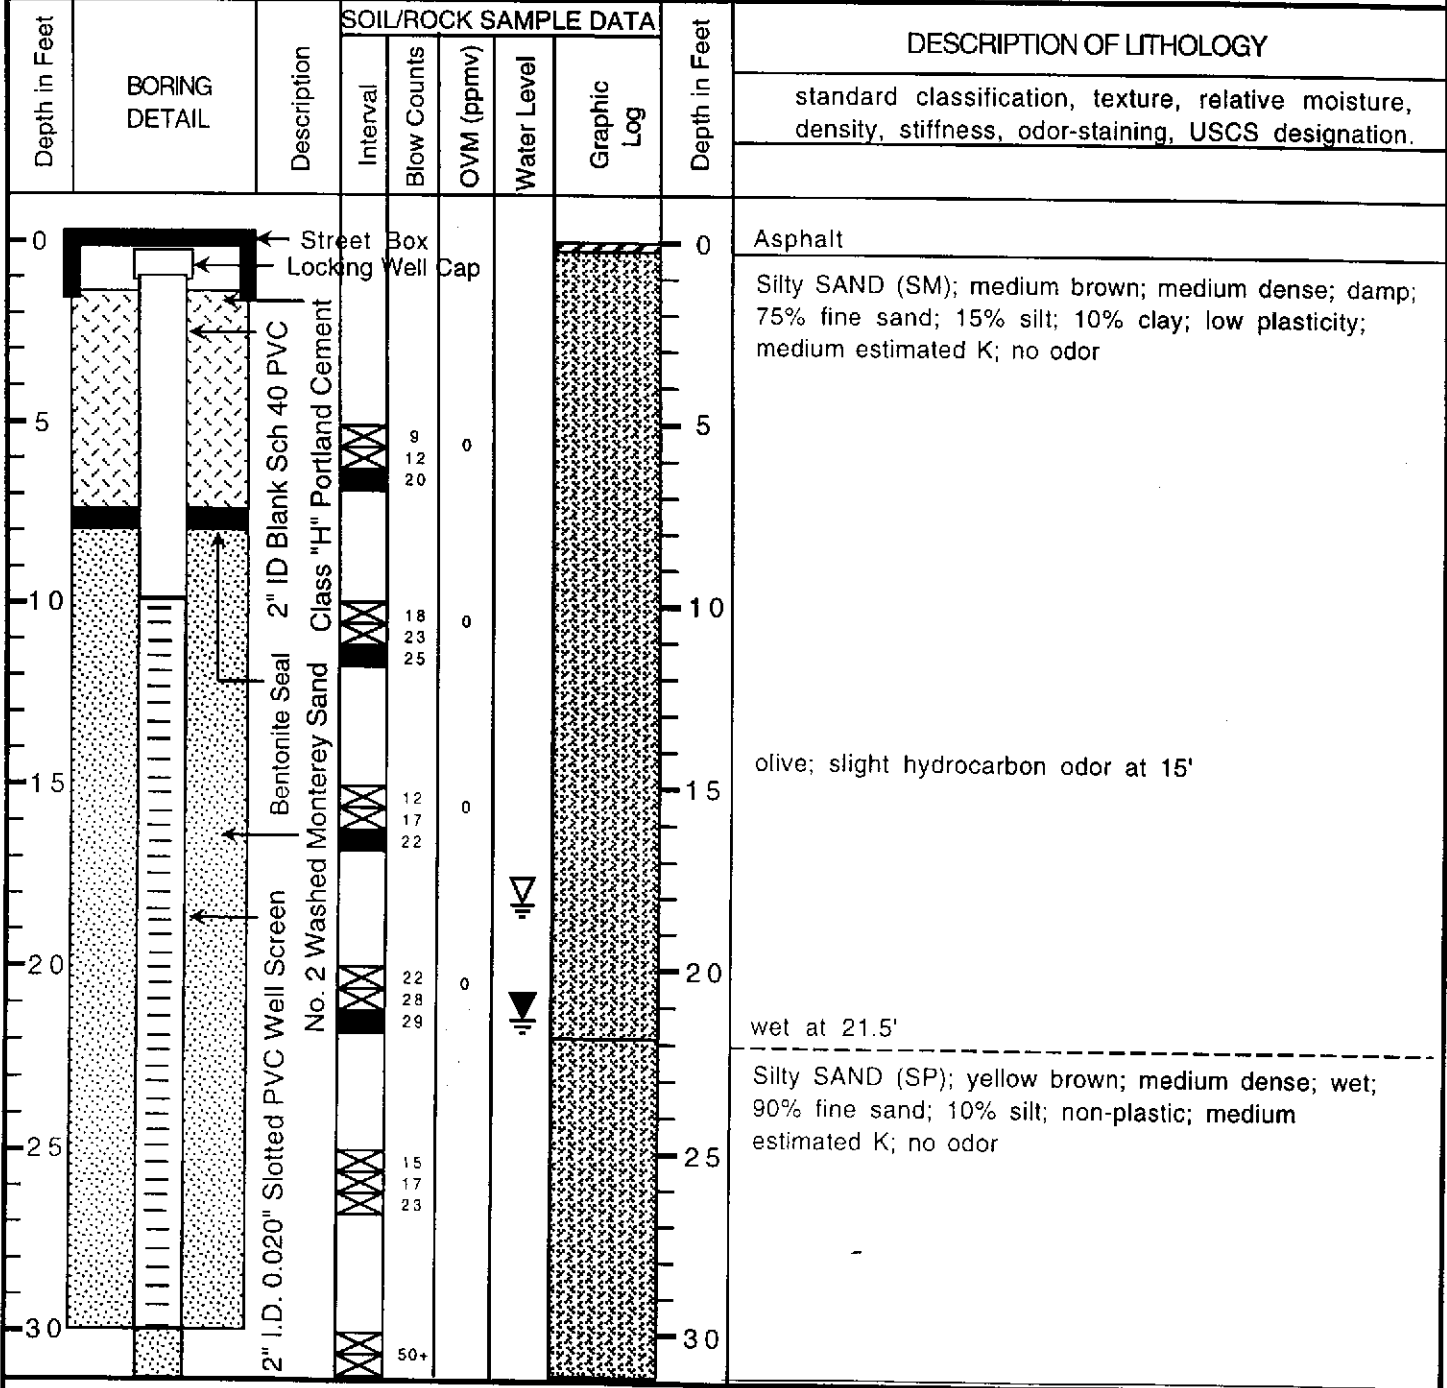 SOIL/ROCK SAMPLE DATA
Depth in Feet
BORING
DETAIL
Description
Interval
Blow Counts
OVM (ppmv)
Water Level
Graphic
Log
Depth in Feet
DESCRIPTION OF LITHOLOGY
standard classification, texture, relative moisture,
density, stiffness, odor-staining, USCS designation.
0
5
10
15
20
25
30
Street Box
Locking Well Cap
2" ID Blank Sch 40 PVC
Class "H" Portland Cement
Bentonite Seal
No. 2 Washed Monterey Sand
2" I.D. 0.020" Slotted PVC Well Screen
9
12
20
0
18
23
25
0
12
17
22
0
22
28
29
0
15
17
23
50+
0
5
10
15
20
25
30
Asphalt
Silty SAND (SM); medium brown; medium dense; damp;
75% fine sand; 15% silt; 10% clay; low plasticity;
medium estimated K; no odor
olive; slight hydrocarbon odor at 15'
wet at 21.5'
Silty SAND (SP); yellow brown; medium dense; wet;
90% fine sand; 10% silt; non-plastic; medium
estimated K; no odor